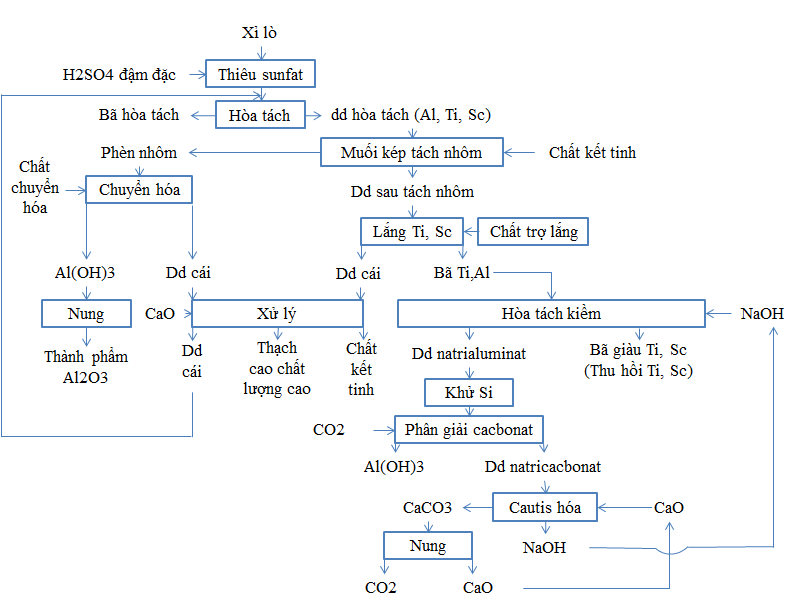 Xỉ lò
H2SO4 đậm đặc
Thiêu sunfat
Bã hòa tách
Hòa tách
dd hòa tách (Al, Ti, Sc)
Phèn nhôm
Muối kép tách nhôm
Chất kết tinh
Chất
chuyển
hóa
Chuyển hóa
Dd sau tách nhôm
Lắng Ti, Sc
Chất trợ lắng
Al(OH)3
Dd cái
Dd cái
Bã Ti,Al
Nung
CaO
Xử lý
Hòa tách kiềm
NaOH
Thành phẩm
Al2O3
Dd
cái
Thạch
cao chất
lượng cao
Chất
kết
tinh
Dd natrialuminat
Bã giàu Ti, Sc
(Thu hồi Ti, Sc)
Khử Si
CO2
Phân giải cacbonat
Al(OH)3
Dd natricacbonat
CaCO3
Cautis hóa
CaO
Nung
NaOH
CO2
CaO